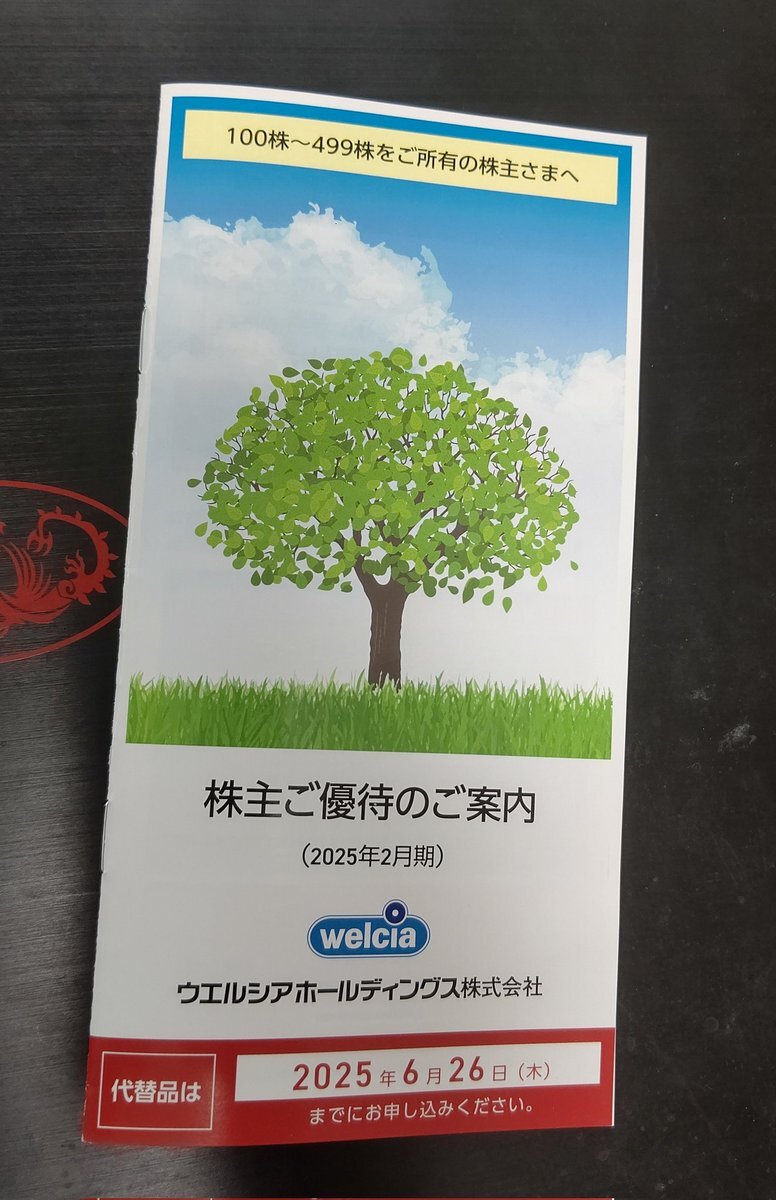 100株～499株をご所有の株主さまへ
株主ご優待のご案内
（2025年2月期）
welcia
ウエルシアホールディングス株式会社
代替品は
2025年6月26日（木）
までにお申し込みください。